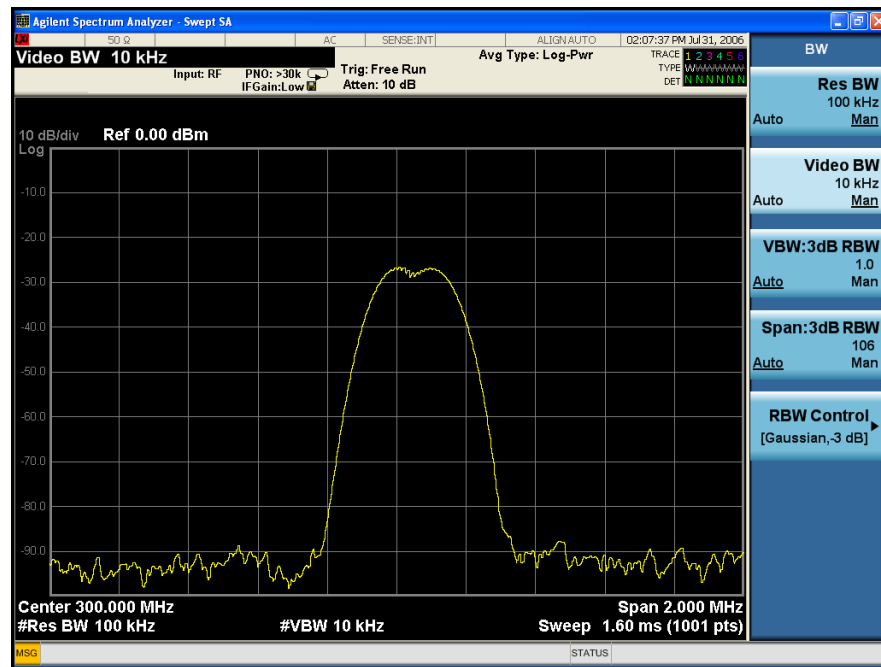 Agilent Spectrum Analyzer - Swept SA
50 Ω AC SENSE:INT ALIGN AUTO 02:07:37 PM Jul 31, 2006
Video BW 10 kHz
Input: RF
PNO: >30k
IFGain:Low
Trig: Free Run
Atten: 10 dB
Avg Type: Log-Pwr
TRACE 1 2 3 4 5 6
TYPE WWWWWW
DET N N N N N N
10 dB/div Ref 0.00 dBm
Log
-10.0
-20.0
-30.0
-40.0
-50.0
-60.0
-70.0
-80.0
-90.0
Center 300.000 MHz
Span 2.000 MHz
#Res BW 100 kHz
#VBW 10 kHz
Sweep 1.60 ms (1001 pts)
MSG
STATUS
BW
Res BW
100 kHz
Auto Man
Video BW
10 kHz
Auto Man
VBW:3dB RBW
1.0
Auto Man
Span:3dB RBW
106
Auto Man
RBW Control
[Gaussian,-3 dB]